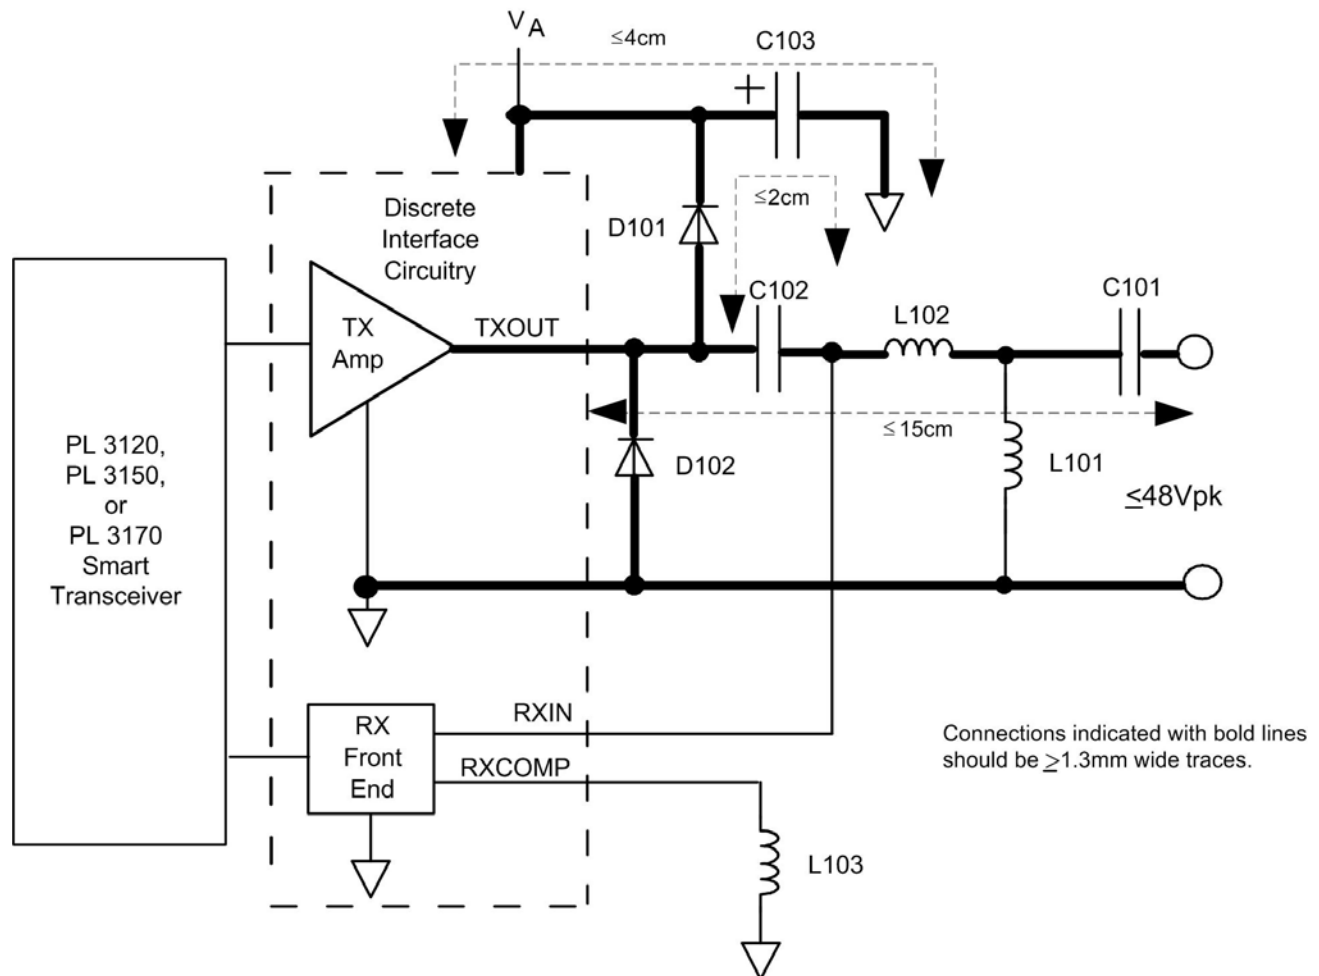 VA
≤4cm
C103
+
Discrete
Interface
Circuitry
D101
≤2cm
C102
L102
C101
TX
Amp
TXOUT
≤ 15cm
D102
L101
≤48Vpk
PL 3120,
PL 3150,
or
PL 3170
Smart
Transceiver
RX
Front
End
RXIN
RXCOMP
Connections indicated with bold lines
should be ≥1.3mm wide traces.
L103